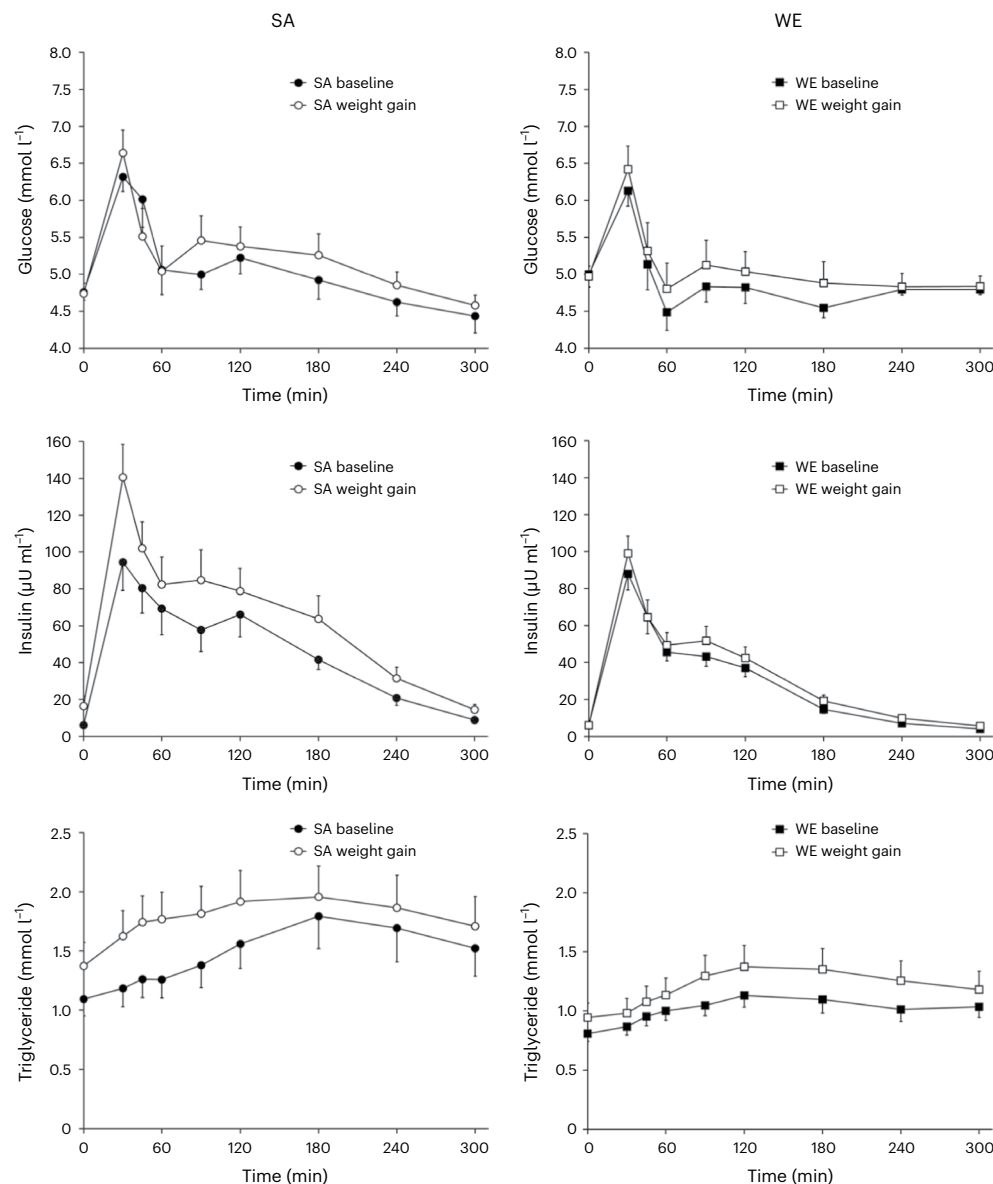 SA
WE
8.0
7.5
7.0
6.5
6.0
5.5
5.0
4.5
4.0
Glucose (mmol l⁻¹)
SA baseline
SA weight gain
0 60 120 180 240 300
Time (min)
8.0
7.5
7.0
6.5
6.0
5.5
5.0
4.5
4.0
Glucose (mmol l⁻¹)
WE baseline
WE weight gain
0 60 120 180 240 300
Time (min)
160
140
120
100
80
60
40
20
0
Insulin (µU ml⁻¹)
SA baseline
SA weight gain
0 60 120 180 240 300
Time (min)
160
140
120
100
80
60
40
20
0
Insulin (µU ml⁻¹)
WE baseline
WE weight gain
0 60 120 180 240 300
Time (min)
2.5
2.0
1.5
1.0
0.5
0
Triglyceride (mmol l⁻¹)
SA baseline
SA weight gain
0 60 120 180 240 300
Time (min)
2.5
2.0
1.5
1.0
0.5
0
Triglyceride (mmol l⁻¹)
WE baseline
WE weight gain
0 60 120 180 240 300
Time (min)